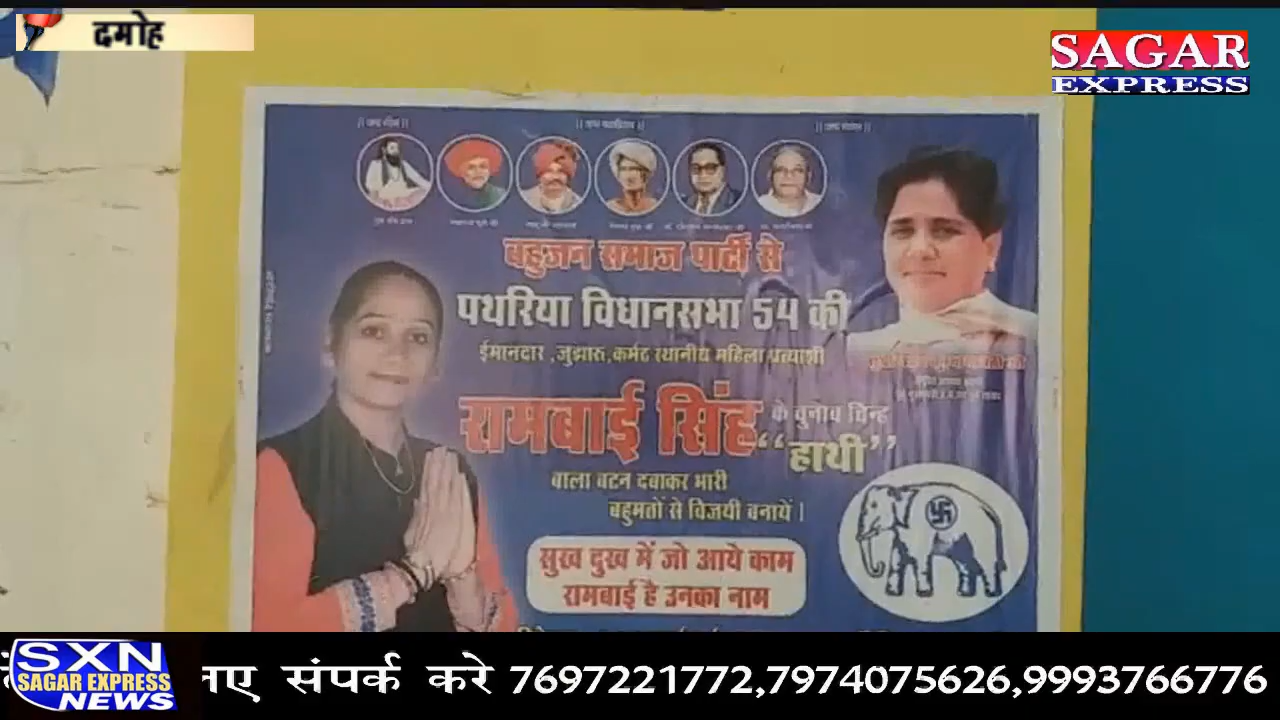 दमोह
SAGAR
EXPRESS
बहुजन समाज पार्टी से
पथरिया विधानसभा 54 की
ईमानदार ,जुझारू,कर्मठ स्थानीय महिला प्रत्याशी
रामबाई सिंह के चुनाव चिन्ह
“हाथी”
वाला बटन दबाकर भारी
बहुमतों से विजयी बनायें।
सुख दुख में जो आये काम
रामबाई है उनका नाम
SXN
SAGAR EXPRESS
NEWS
संपर्क करे 7697221772,7974075626,9993766776